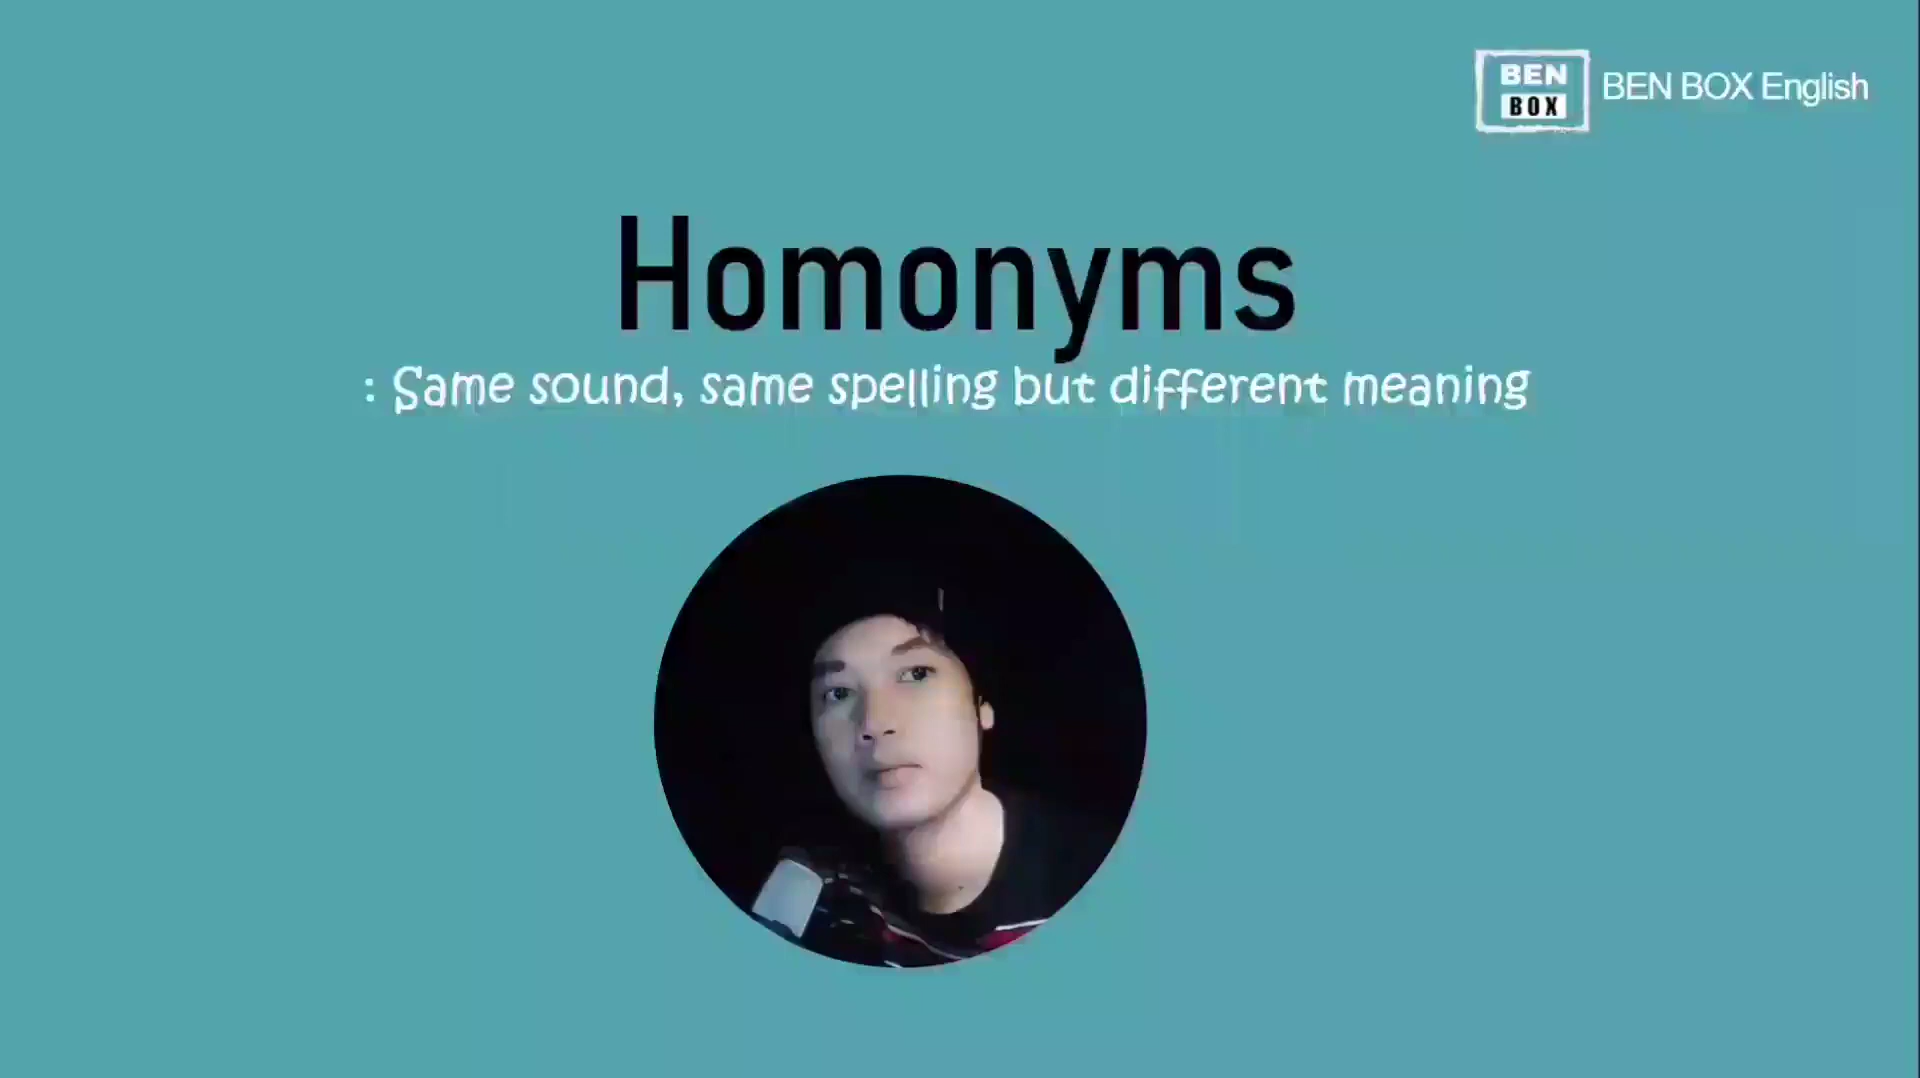 BEN
BOX
BEN BOX English
Homonyms
: Same sound, same spelling but different meaning